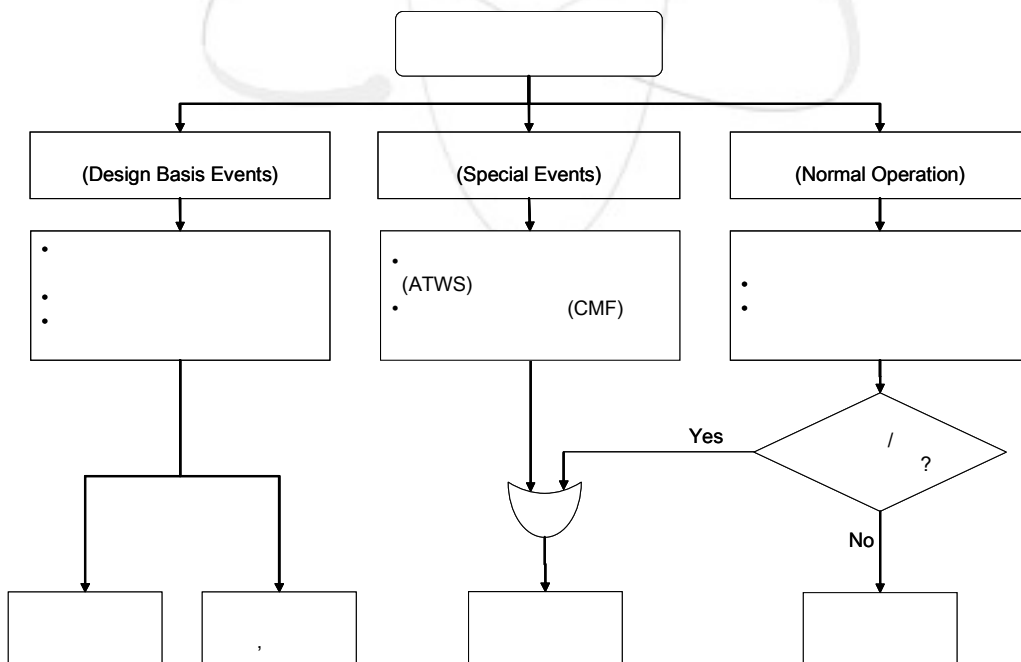 (Design Basis Events)
(Special Events)
(Normal Operation)
•
•
•
•
(ATWS)
• (CMF)
•
•
Yes
/
?
No
,